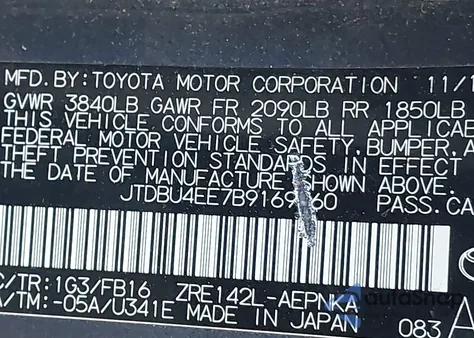 MFD. BY: TOYOTA MOTOR CORPORATION 11/1
GVWR 3840LB GAWR FR 2090LB RR 1850LB
THIS VEHICLE CONFORMS TO ALL APPLICA
FEDERAL MOTOR VEHICLE SAFETY, BUMPER, A
THEFT PREVENTION STANDARDS IN EFFECT
THE DATE OF MANUFACTURE SHOWN ABOVE.
PASS. CA
C/TR: 1G3/FB16 ZRE142L-AEPNKA
A/TM: -05A/U341E MADE IN JAPAN 083 A
AutoSnap